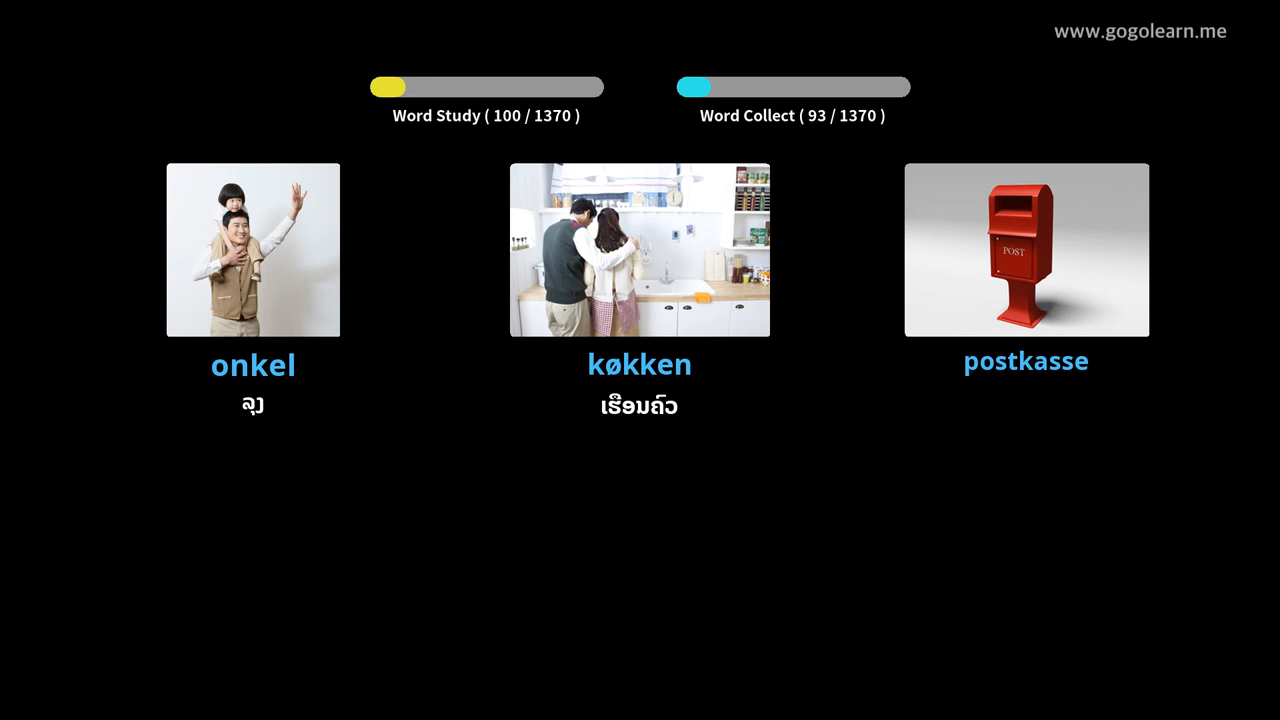 www.gogolearn.me
Word Study ( 100 / 1370 )
Word Collect ( 93 / 1370 )
POST
onkel
køkken
postkasse
ລຸງ
ເຮືອນຄົວ